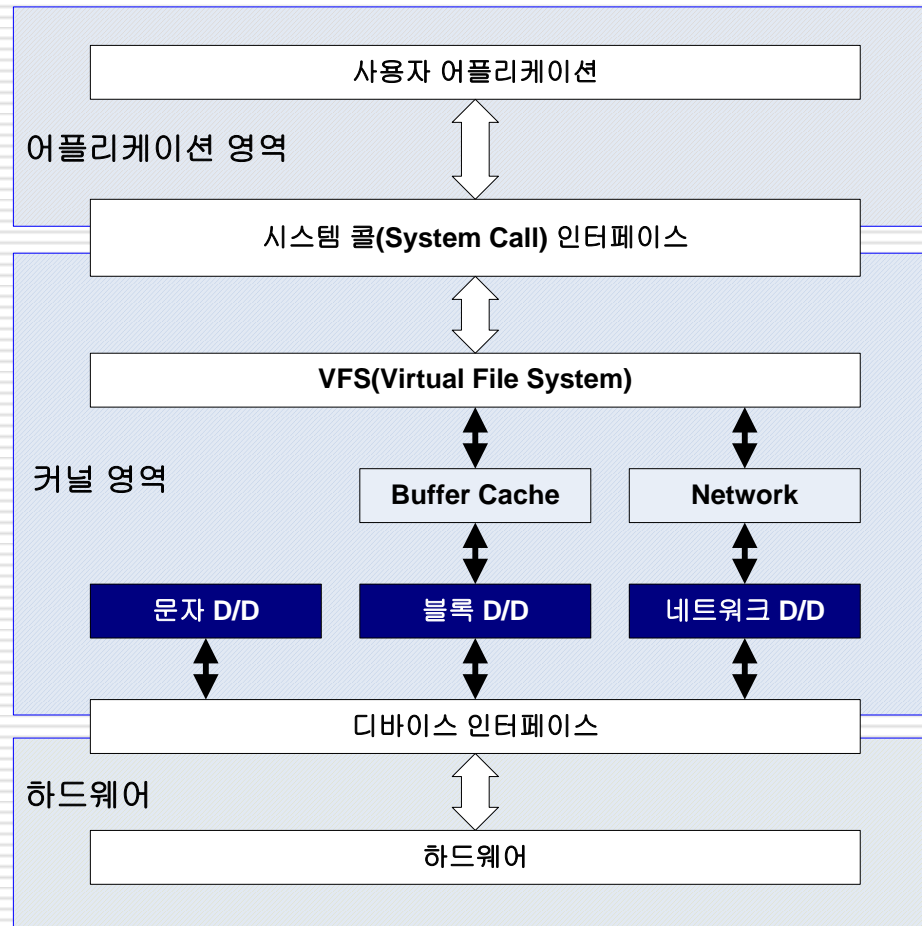 사용자 어플리케이션
어플리케이션 영역
시스템 콜(System Call) 인터페이스
VFS(Virtual File System)
커널 영역
Buffer Cache
Network
문자 D/D
블록 D/D
네트워크 D/D
디바이스 인터페이스
하드웨어
하드웨어